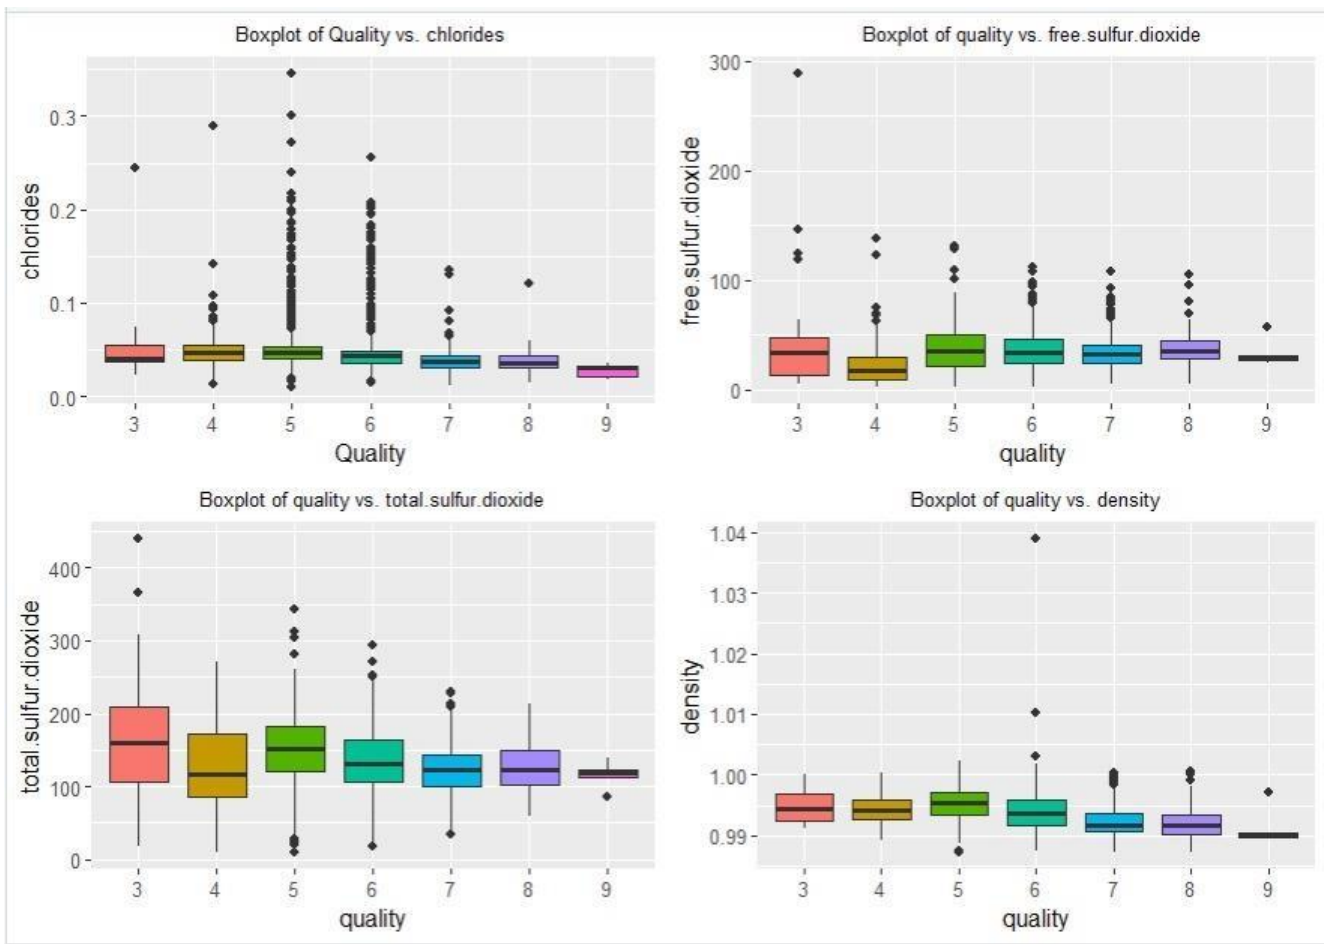 Boxplot of Quality vs. chlorides
chlorides
0.3
0.2
0.1
0.0
3 4 5 6 7 8 9
Quality
Boxplot of quality vs. free.sulfur.dioxide
free.sulfur.dioxide
300
200
100
0
3 4 5 6 7 8 9
quality
Boxplot of quality vs. total.sulfur.dioxide
total.sulfur.dioxide
400
300
200
100
0
3 4 5 6 7 8 9
quality
Boxplot of quality vs. density
density
1.04
1.03
1.02
1.01
1.00
0.99
3 4 5 6 7 8 9
quality